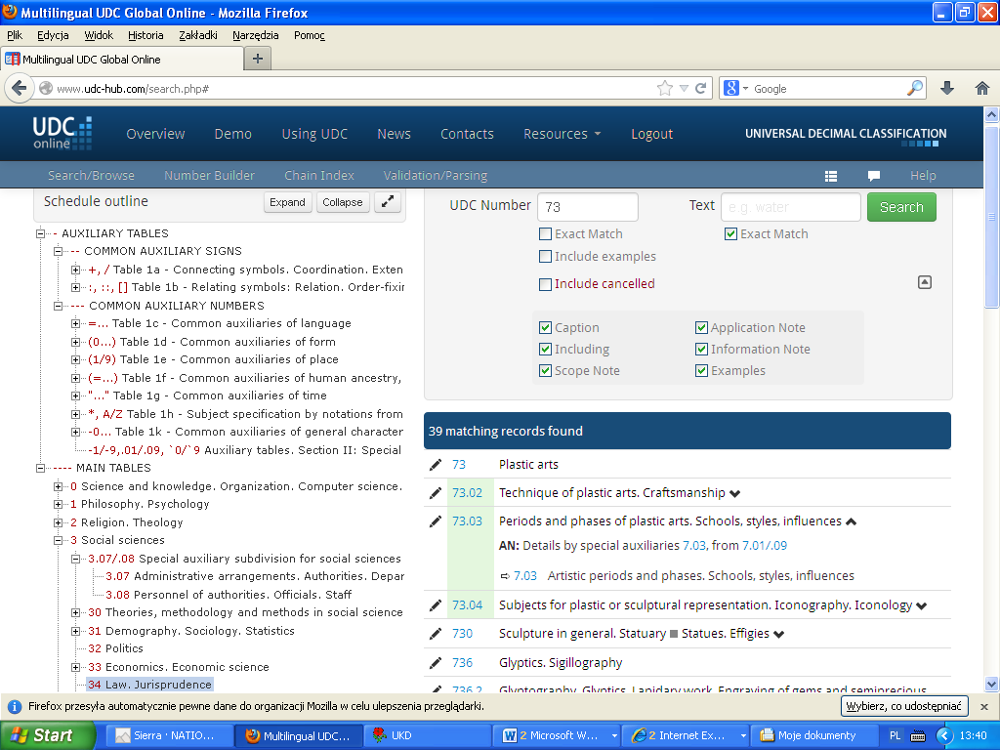 Multilingual UDC Global Online - Mozilla Firefox
Plik Edycja Widok Historia Zakładki Narzędzia Pomoc
Multilingual UDC Global Online
www.udc-hub.com/search.php#
Google
UDC online
Overview Demo Using UDC News Contacts Resources Logout
UNIVERSAL DECIMAL CLASSIFICATION
Search/Browse Number Builder Chain Index Validation/Parsing Help
Schedule outline
Expand Collapse
- AUXILIARY TABLES
-- COMMON AUXILIARY SIGNS
+, / Table 1a - Connecting symbols. Coordination. Exten
:, ::, [] Table 1b - Relating symbols: Relation. Order-fixin
--- COMMON AUXILIARY NUMBERS
=... Table 1c - Common auxiliaries of language
(0...) Table 1d - Common auxiliaries of form
(1/9) Table 1e - Common auxiliaries of place
(=...) Table 1f - Common auxiliaries of human ancestry,
"..." Table 1g - Common auxiliaries of time
*, A/Z Table 1h - Subject specification by notations from
-0... Table 1k - Common auxiliaries of general character
-1/-9,.01/.09, `0/`9 Auxiliary tables. Section II: Special
---- MAIN TABLES
0 Science and knowledge. Organization. Computer science.
1 Philosophy. Psychology
2 Religion. Theology
3 Social sciences
3.07/.08 Special auxiliary subdivision for social sciences
3.07 Administrative arrangements. Authorities. Depar
3.08 Personnel of authorities. Officials. Staff
30 Theories, methodology and methods in social science
31 Demography. Sociology. Statistics
32 Politics
33 Economics. Economic science
34 Law. Jurisprudence
UDC Number 73 Text e.g. water Search
Exact Match Exact Match
Include examples
Include cancelled
Caption Application Note
Including Information Note
Scope Note Examples
39 matching records found
73 Plastic arts
73.02 Technique of plastic arts. Craftsmanship
73.03 Periods and phases of plastic arts. Schools, styles, influences
AN: Details by special auxiliaries 7.03, from 7.01/.09
⇨ 7.03 Artistic periods and phases. Schools, styles, influences
73.04 Subjects for plastic or sculptural representation. Iconography. Iconology
730 Sculpture in general. Statuary ■ Statues. Effigies
736 Glyptics. Sigillography
736.2 Glyptography. Glyptics. Lapidary work. Engraving of gems and semiprecious
Firefox przesyła automatycznie pewne dane do organizacji Mozilla w celu ulepszenia przeglądarki.
Wybierz, co udostępniać
Start
Sierra · NATIO...
Multilingual UDC...
UKD
2 Microsoft W...
2 Internet Ex...
Moje dokumenty
PL
13:40